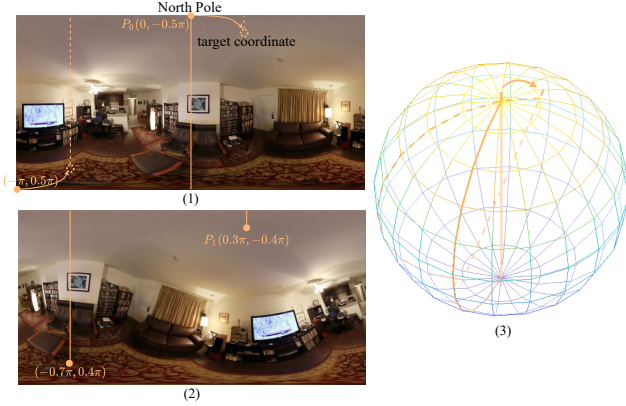 North Pole
P₀(0, −0.5π)
target coordinate
(−π, 0.5π)
(1)
P₁(0.3π, −0.4π)
(−0.7π, 0.4π)
(2)
(3)